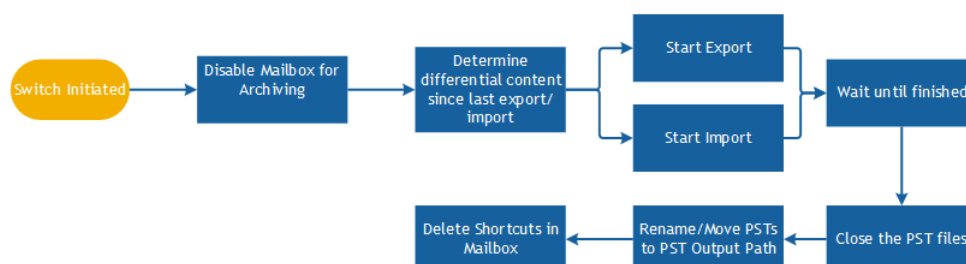 Switch Initiated
Disable Mailbox for
Archiving
Determine
differential content
since last export/
import
Start Export
Start Import
Wait until finished
Close the PST files
Rename/Move PSTs
to PST Output Path
Delete Shortcuts in
Mailbox